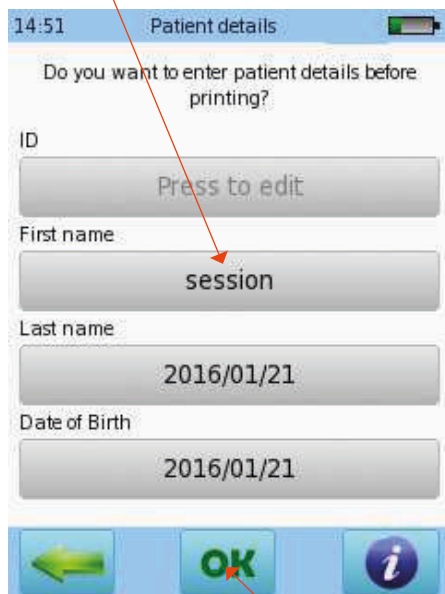 14:51 Patient details
Do you want to enter patient details before
printing?
ID
Press to edit
First name
session
Last name
2016/01/21
Date of Birth
2016/01/21
OK
i